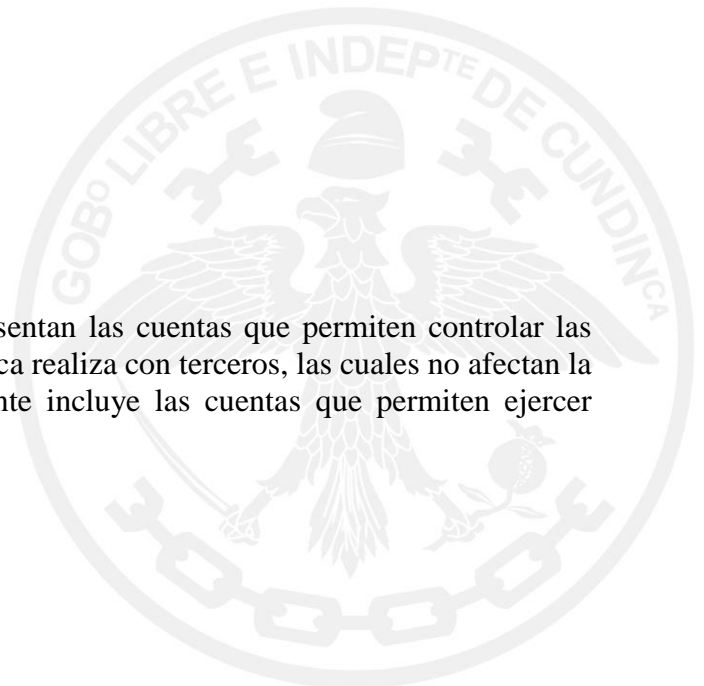 GOBº LIBRE E INDEPTE DE CUNDINCA
sentan las cuentas que permiten controlar las
ca realiza con terceros, las cuales no afectan la
nte incluye las cuentas que permiten ejercer